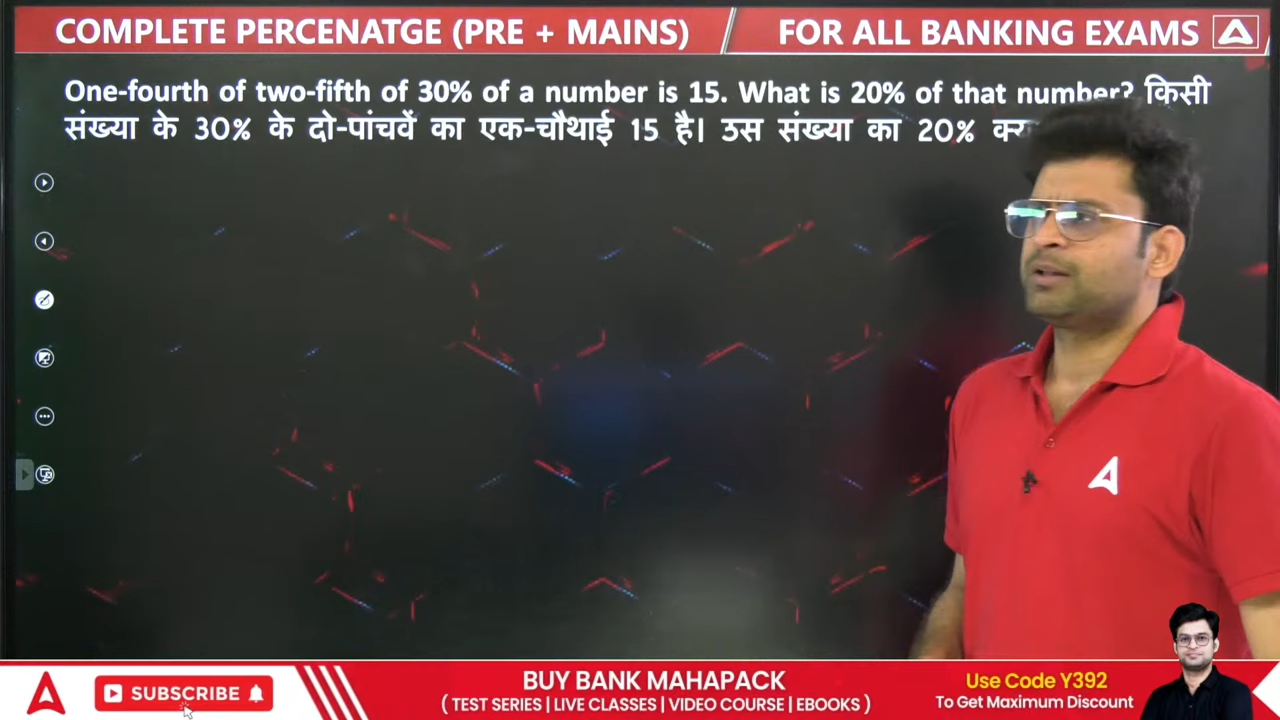 COMPLETE PERCENATGE (PRE + MAINS)
FOR ALL BANKING EXAMS
One-fourth of two-fifth of 30% of a number is 15. What is 20% of that number? किसी
संख्या के 30% के दो-पांचवें का एक-चौथाई 15 है। उस संख्या का 20%
SUBSCRIBE
BUY BANK MAHAPACK
( TEST SERIES | LIVE CLASSES | VIDEO COURSE | EBOOKS )
Use Code Y392
To Get Maximum Discount